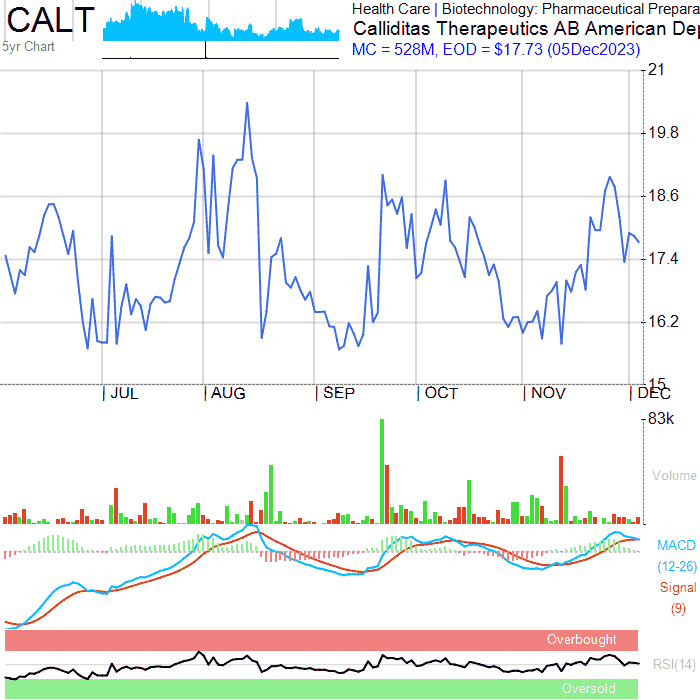 CALT
5yr Chart
Health Care | Biotechnology: Pharmaceutical Prepara
Calliditas Therapeutics AB American Dep
MC = 528M, EOD = $17.73 (05Dec2023)
21
19.8
18.6
17.4
16.2
15
| JUL | AUG | SEP | OCT | NOV | DEC
83k
Volume
MACD
(12-26)
Signal
(9)
Overbought
RSI(14)
Oversold